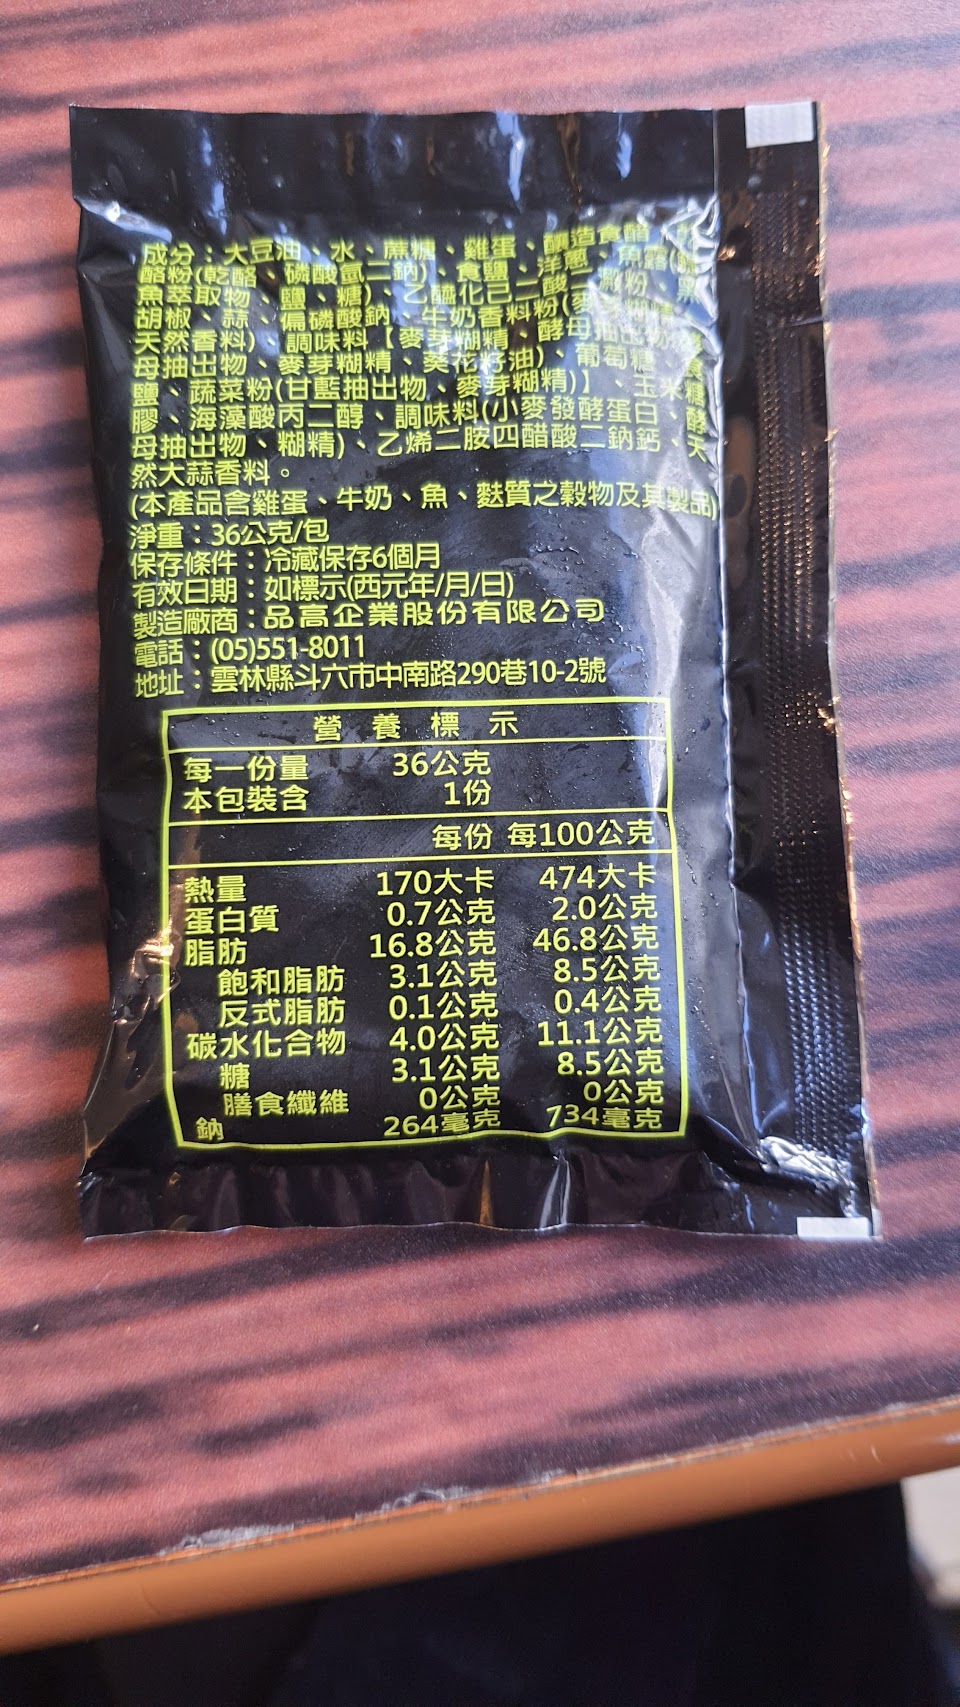 成分：大豆油、水、蔗糖、雞蛋、釀造食醋、乾
酪粉(乾酪、磷酸氫二鈉)、食鹽、洋蔥、魚露(鯷
魚萃取物、鹽、糖)、乙醯化己二酸二澱粉、黑
胡椒、蒜、偏磷酸鈉、牛奶香料粉(麥芽糊精、
天然香料)、調味料【麥芽糊精、酵母抽出物、
母抽出物、麥芽糊精、葵花籽油)、葡萄糖、食
鹽、蔬菜粉(甘藍抽出物、麥芽糊精)】、玉米糖
膠、海藻酸丙二醇、調味料(小麥發酵蛋白、酵
母抽出物、糊精)、乙烯二胺四醋酸二鈉鈣、天
然大蒜香料。
(本產品含雞蛋、牛奶、魚、麩質之穀物及其製品)
淨重：36公克/包
保存條件：冷藏保存6個月
有效日期：如標示(西元年/月/日)
製造廠商：品高企業股份有限公司
電話：(05)551-8011
地址：雲林縣斗六市中南路290巷10-2號
營養標示
每一份量 36公克
本包裝含 1份
每份 每100公克
熱量 170大卡 474大卡
蛋白質 0.7公克 2.0公克
脂肪 16.8公克 46.8公克
飽和脂肪 3.1公克 8.5公克
反式脂肪 0.1公克 0.4公克
碳水化合物 4.0公克 11.1公克
糖 3.1公克 8.5公克
膳食纖維 0公克 0公克
鈉 264毫克 734毫克